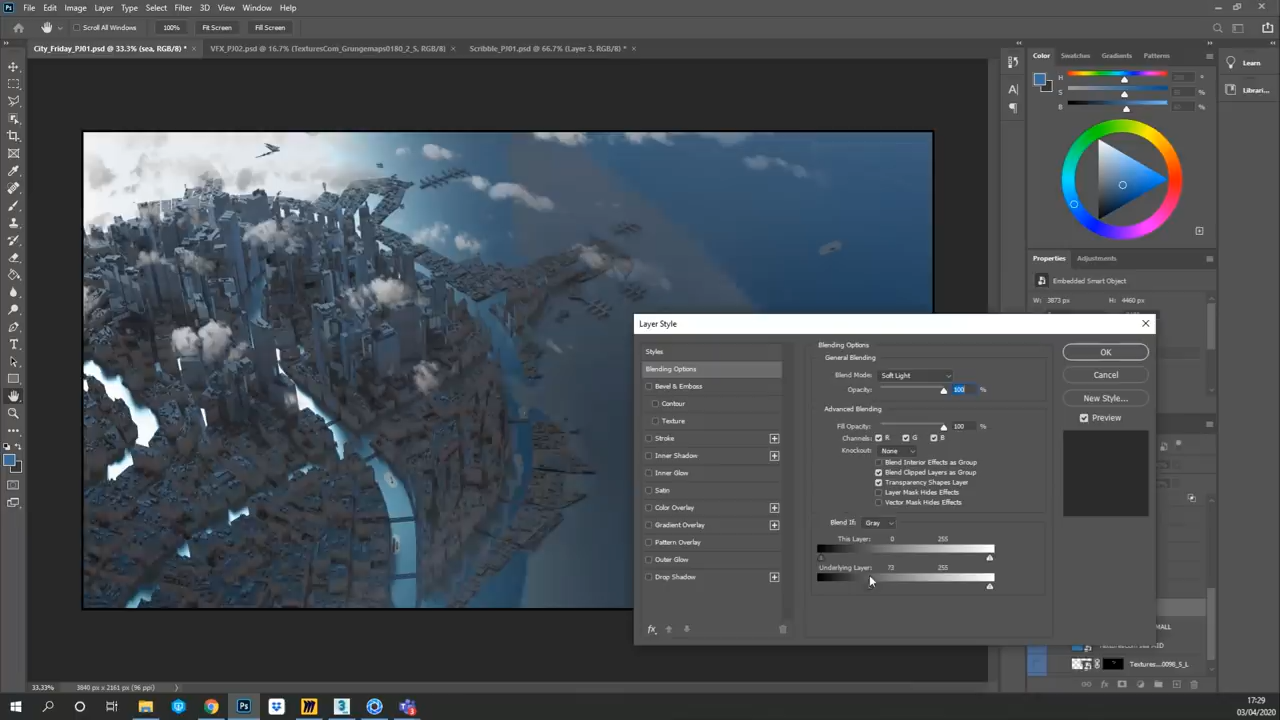 File Edit Image Layer Type Select Filter 3D View Window Help
Scroll All Windows 100% Fit Screen Fill Screen
City_Friday_PJ01.psd @ 33.3% (sea, RGB/8) * × VFX_PJ02.psd @ 16.7% (TexturesCom_Grungemaps0180_2_S, RGB/8) × Scribble_PJ01.psd @ 66.7% (Layer 3, RGB/8) * ×
Color Swatches Gradients Patterns
Learn
H
S %
B %
Librari...
Properties Adjustments
Embedded Smart Object
W: 3873 px H: 4460 px
Layer Style
Styles
Blending Options
Bevel & Emboss
Contour
Texture
Stroke
Inner Shadow
Inner Glow
Satin
Color Overlay
Gradient Overlay
Pattern Overlay
Outer Glow
Drop Shadow
fx
Blending Options
General Blending
Blend Mode: Soft Light
Opacity: 100 %
Advanced Blending
Fill Opacity: 100 %
Channels: R G B
Knockout: None
Blend Interior Effects as Group
Blend Clipped Layers as Group
Transparency Shapes Layer
Layer Mask Hides Effects
Vector Mask Hides Effects
Blend If: Gray
This Layer: 0 255
Underlying Layer: 73 255
OK
Cancel
New Style...
Preview
MALL
Textures...0098_S_L
33.33% 3840 px x 2161 px (96 ppi)
17:29
03/04/2020